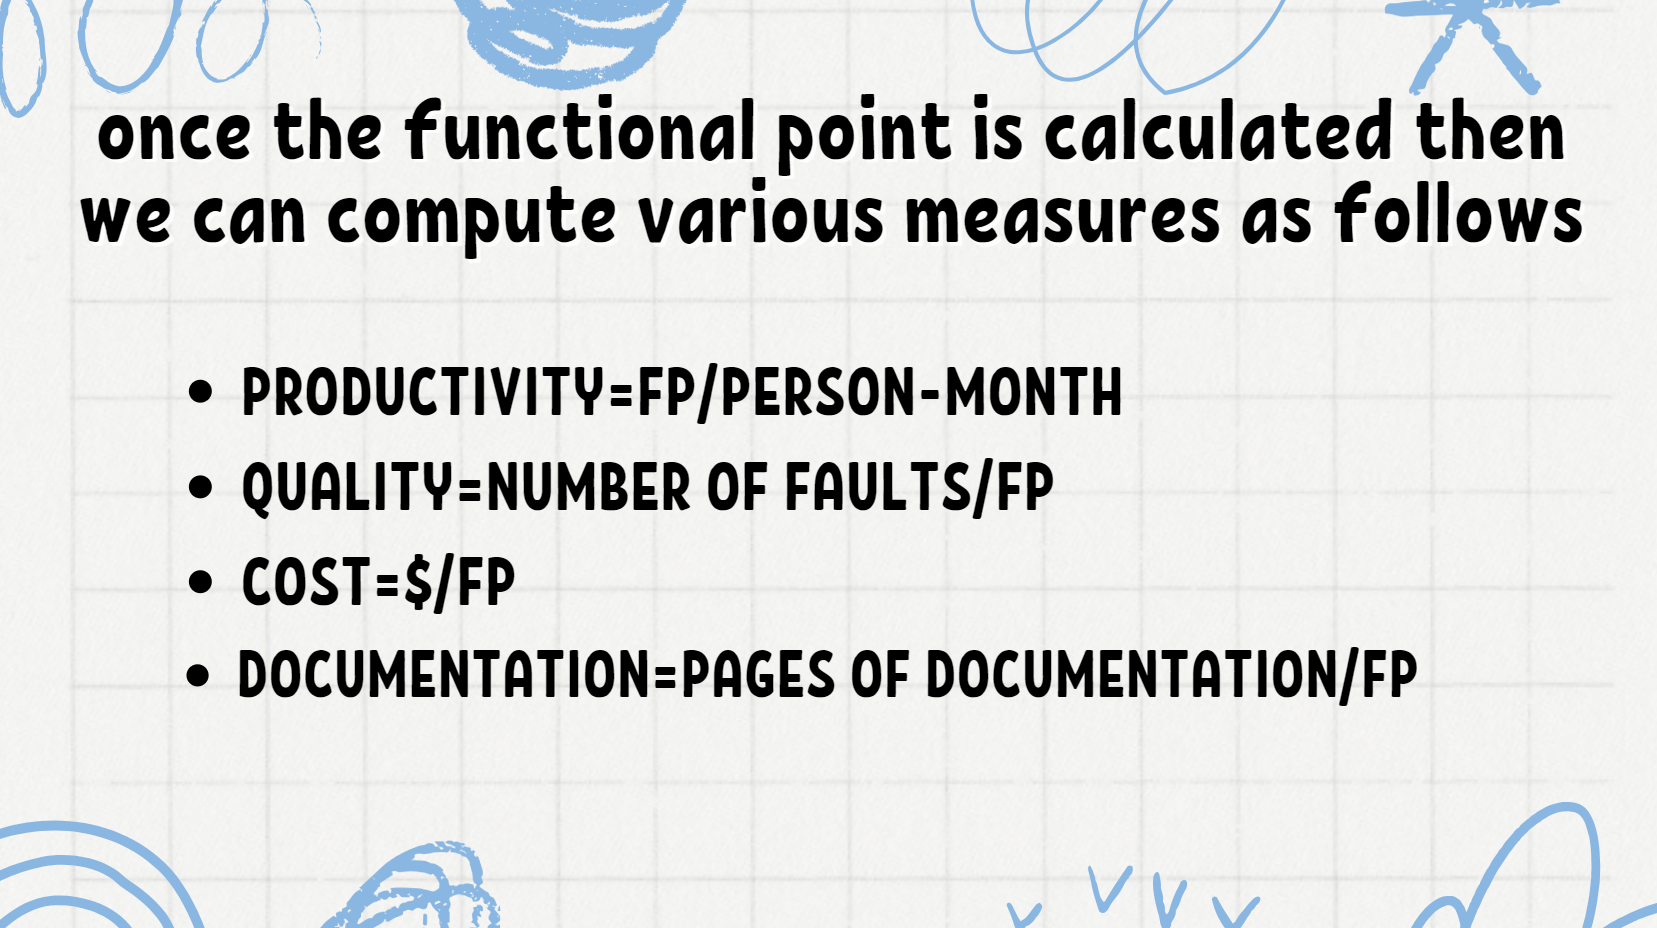 once the functional point is calculated then
we can compute various measures as follows
• PRODUCTIVITY=FP/PERSON-MONTH
• QUALITY=NUMBER OF FAULTS/FP
• COST=$/FP
• DOCUMENTATION=PAGES OF DOCUMENTATION/FP